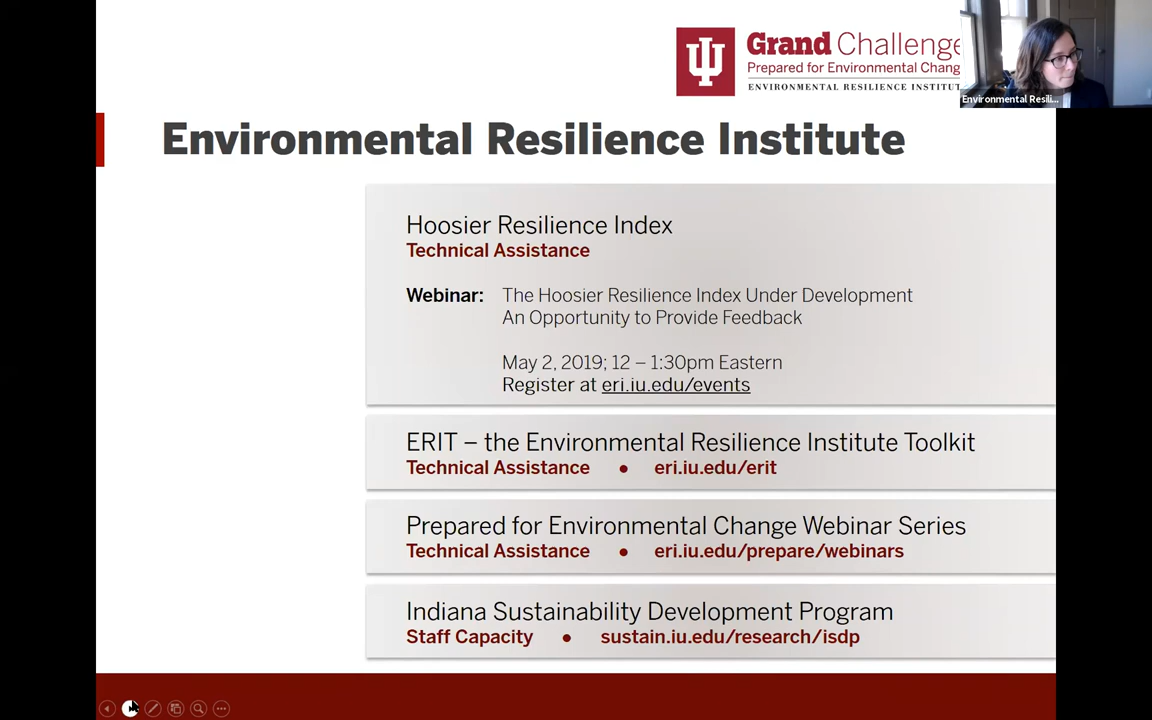 Grand Challenge
Prepared for Environmental Chang
ENVIRONMENTAL RESILIENCE INSTITUT
Environmental Resili...
Environmental Resilience Institute
Hoosier Resilience Index
Technical Assistance
Webinar: The Hoosier Resilience Index Under Development
An Opportunity to Provide Feedback
May 2, 2019; 12 – 1:30pm Eastern
Register at eri.iu.edu/events
ERIT – the Environmental Resilience Institute Toolkit
Technical Assistance ● eri.iu.edu/erit
Prepared for Environmental Change Webinar Series
Technical Assistance ● eri.iu.edu/prepare/webinars
Indiana Sustainability Development Program
Staff Capacity ● sustain.iu.edu/research/isdp